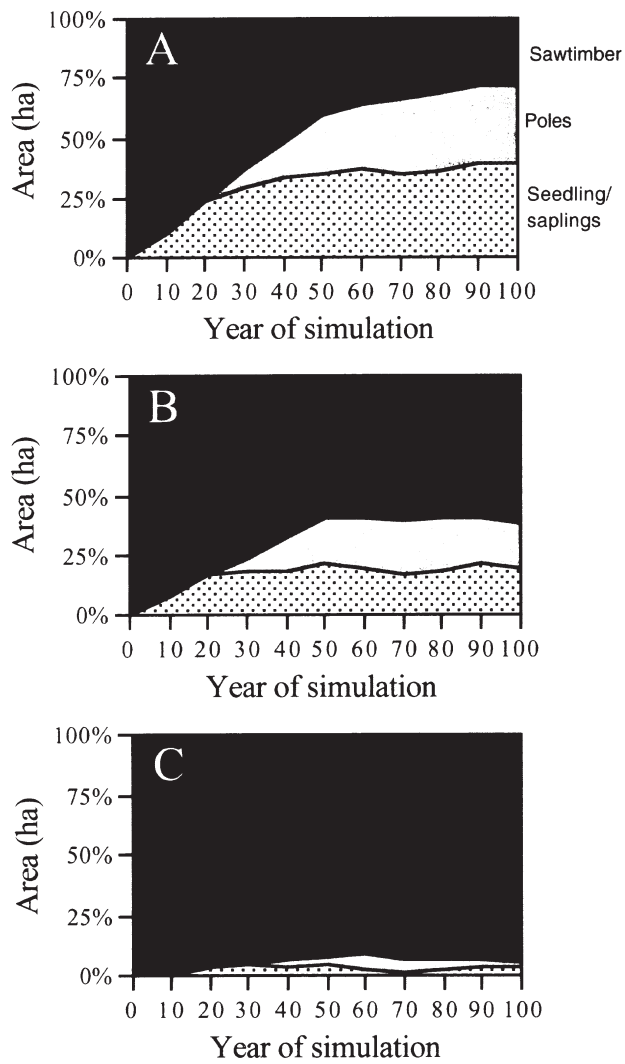 100%
A
Sawtimber
75%
Area (ha)
Poles
50%
25%
Seedling/
saplings
0%
0 10 20 30 40 50 60 70 80 90 100
Year of simulation
100%
B
75%
Area (ha)
50%
25%
0%
0 10 20 30 40 50 60 70 80 90 100
Year of simulation
100%
C
75%
Area (ha)
50%
25%
0%
0 10 20 30 40 50 60 70 80 90 100
Year of simulation